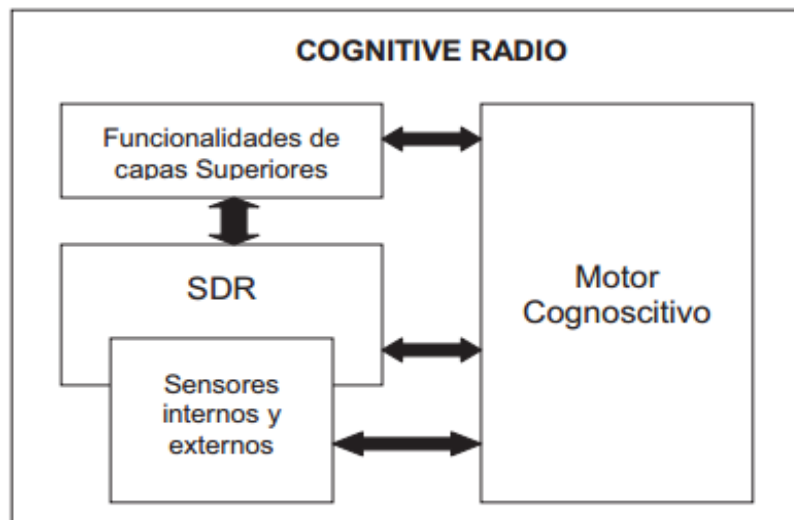 COGNITIVE RADIO
Funcionalidades de
capas Superiores
SDR
Sensores
internos y
externos
Motor
Cognoscitivo